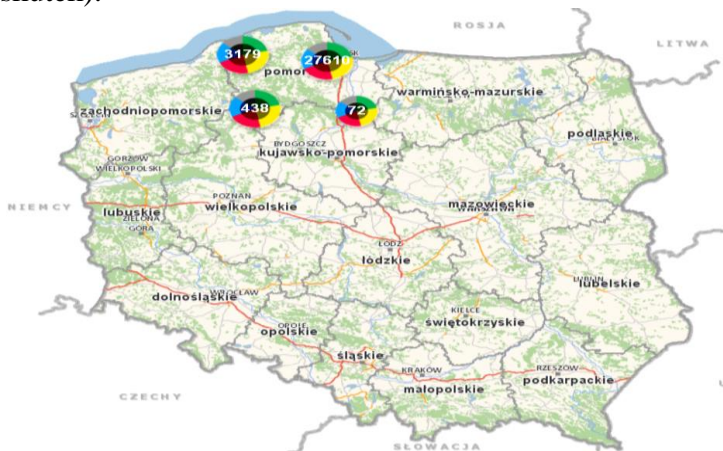 ROSJA
LITWA
3179
27610
pomor
warmińsko-mazurskie
438
72
zachodniopomorskie
podlaskie
BIAŁYSTOK
BYDGOSZCZ
kujawsko-pomorskie
GORZÓW
WIELKOPOLSKI
NIEMCY
POZNAŃ
wielkopolskie
mazowieckie
lubuskie
ZIELONA
GÓRA
ŁÓDŹ
łódzkie
LUBLIN
lubelskie
WROCŁAW
dolnośląskie
KIELCE
świętokrzyskie
OPOLE
opolskie
śląskie
KRAKÓW
RZESZÓW
podkarpackie
małopolskie
CZECHY
SŁOWACJA